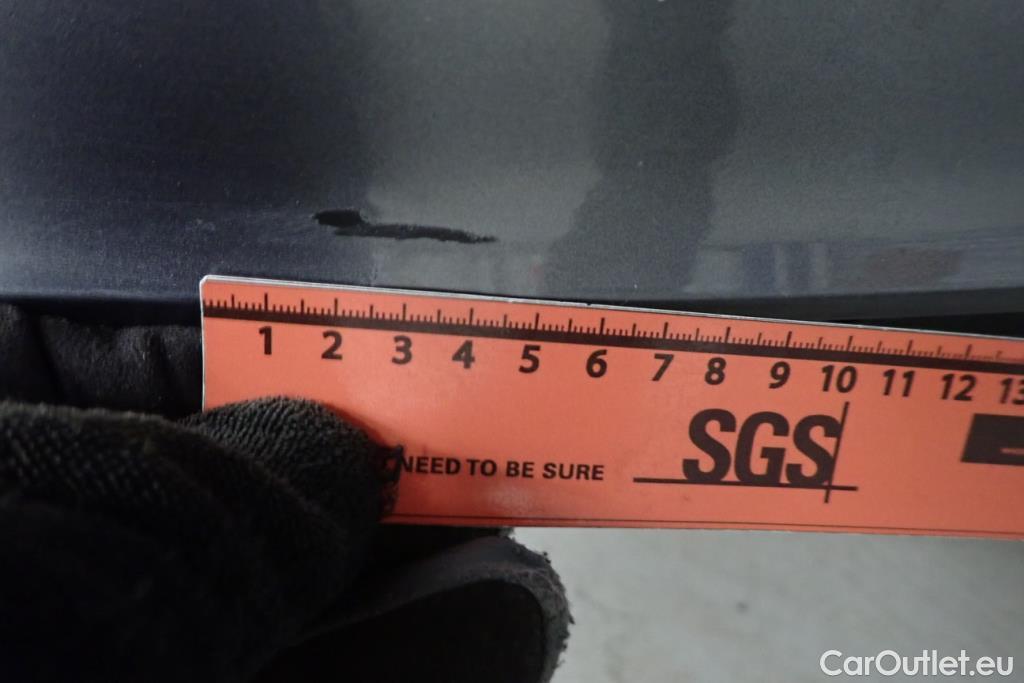 1 2 3 4 5 6 7 8 9 10 11 12 13
NEED TO BE SURE
SGS
CarOutlet.eu